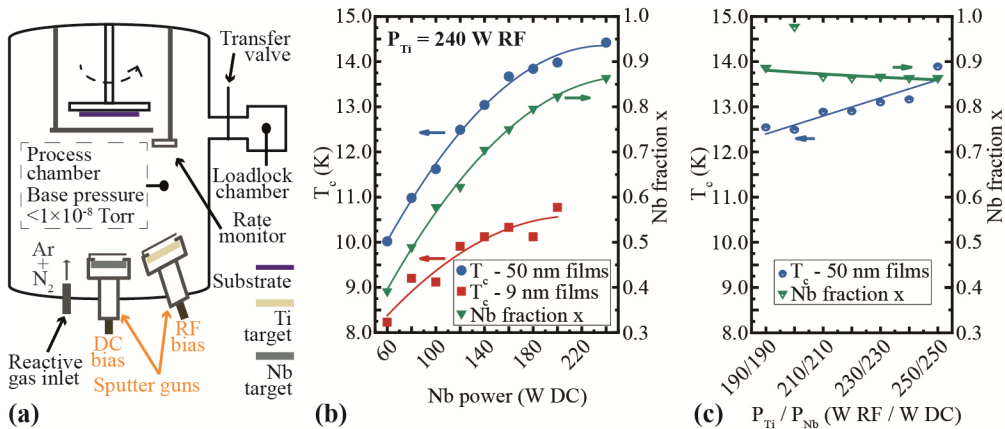 (a)
Transfer
valve
Process
chamber
Base pressure
<1×10⁻⁸ Torr
Loadlock
chamber
Rate
monitor
Ar
+
N₂
Substrate
Ti
target
Nb
target
DC
bias
RF
bias
Reactive
gas inlet
Sputter guns
(b)
P_Ti = 240 W RF
T_c (K)
15.0
14.0
13.0
12.0
11.0
10.0
9.0
8.0
1.0
0.9
0.8
0.7
0.6
0.5
0.4
0.3
Nb fraction x
T_c - 50 nm films
T_c - 9 nm films
Nb fraction x
60
100
140
180
220
Nb power (W DC)
(c)
T_c (K)
15.0
14.0
13.0
12.0
11.0
10.0
9.0
8.0
1.0
0.9
0.8
0.7
0.6
0.5
0.4
0.3
Nb fraction x
T_c - 50 nm films
Nb fraction x
190/190
210/210
230/230
250/250
P_Ti / P_Nb (W RF / W DC)